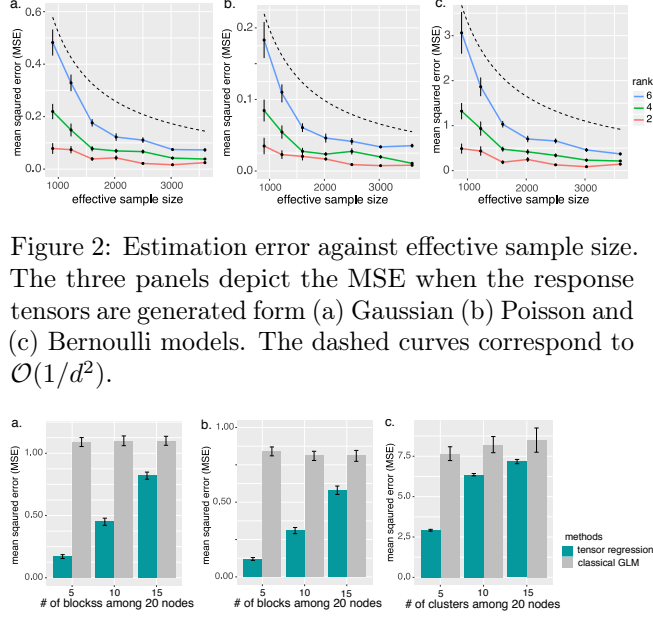 a.
b.
c.
mean sqaured error (MSE)
0.6
0.4
0.2
0.0
1000
2000
3000
effective sample size
mean sqaured error (MSE)
0.2
0.1
0.0
1000
2000
3000
effective sample size
mean sqaured error (MSE)
3
2
1
0
1000
2000
3000
effective sample size
rank
6
4
2
Figure 2: Estimation error against effective sample size.
The three panels depict the MSE when the response
tensors are generated form (a) Gaussian (b) Poisson and
(c) Bernoulli models. The dashed curves correspond to
𝒪(1/d²).
a.
b.
c.
mean sqaured error (MSE)
1.00
0.50
0.00
5
10
15
# of blockss among 20 nodes
mean sqaured error (MSE)
1.00
0.50
0.00
5
10
15
# of blocks among 20 nodes
mean sqaured error (MSE)
7.5
5.0
2.5
5
10
15
# of clusters among 20 nodes
methods
tensor regression
classical GLM